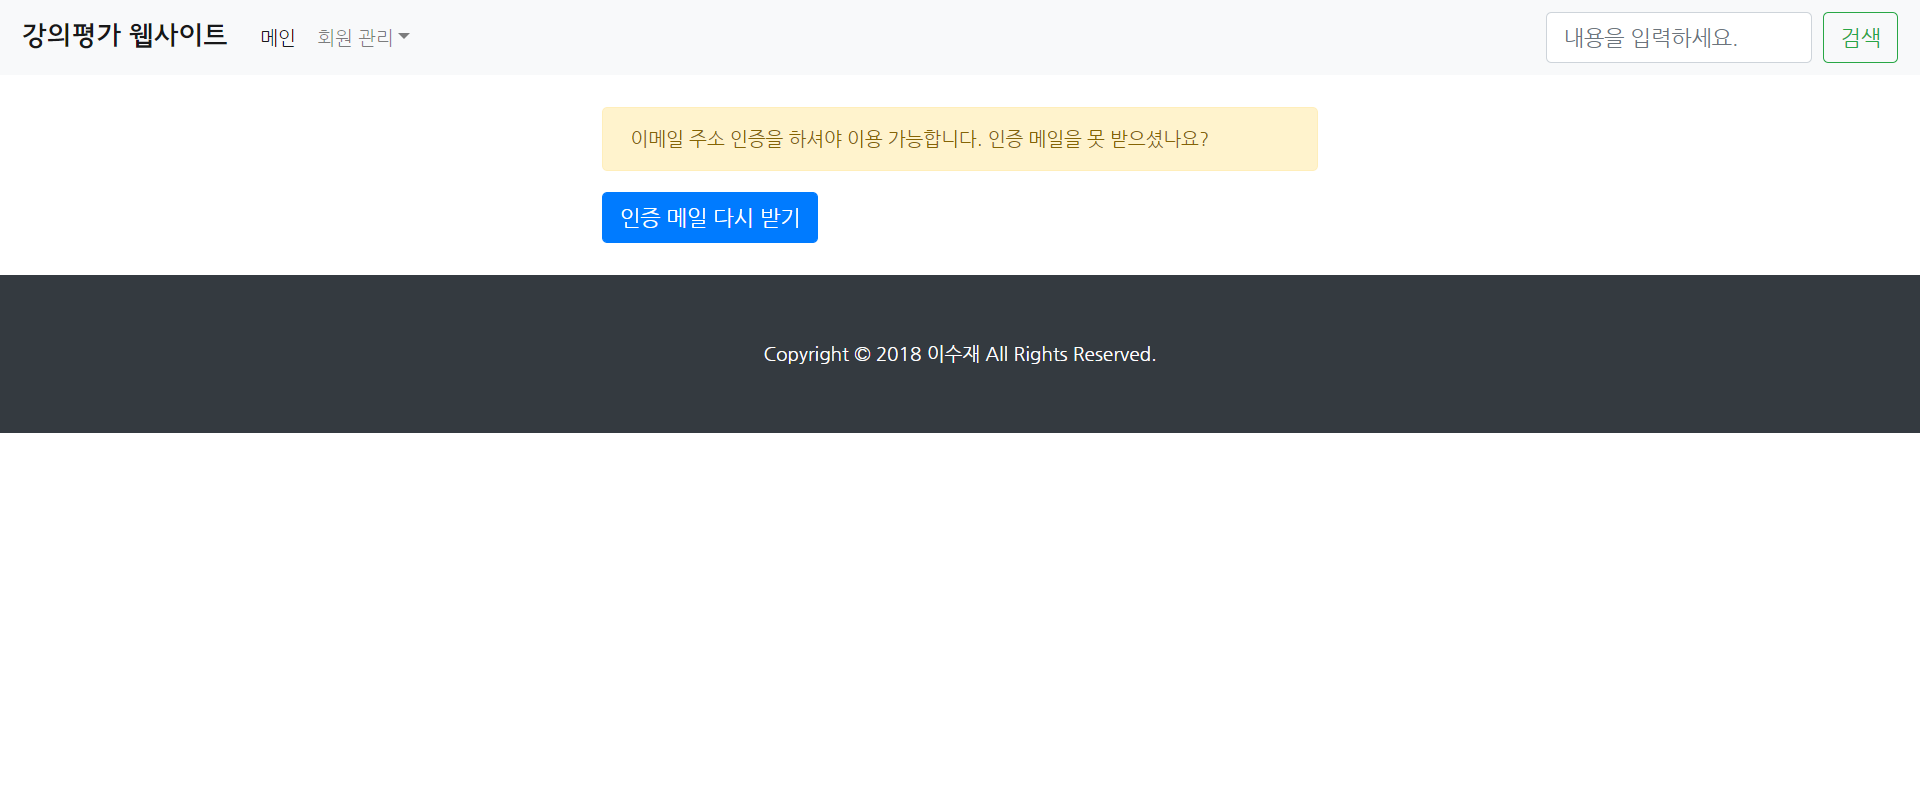 강의평가 웹사이트 메인 회원 관리 내용을 입력하세요. 검색
이메일 주소 인증을 하셔야 이용 가능합니다. 인증 메일을 못 받으셨나요?
인증 메일 다시 받기
Copyright © 2018 이수재 All Rights Reserved.